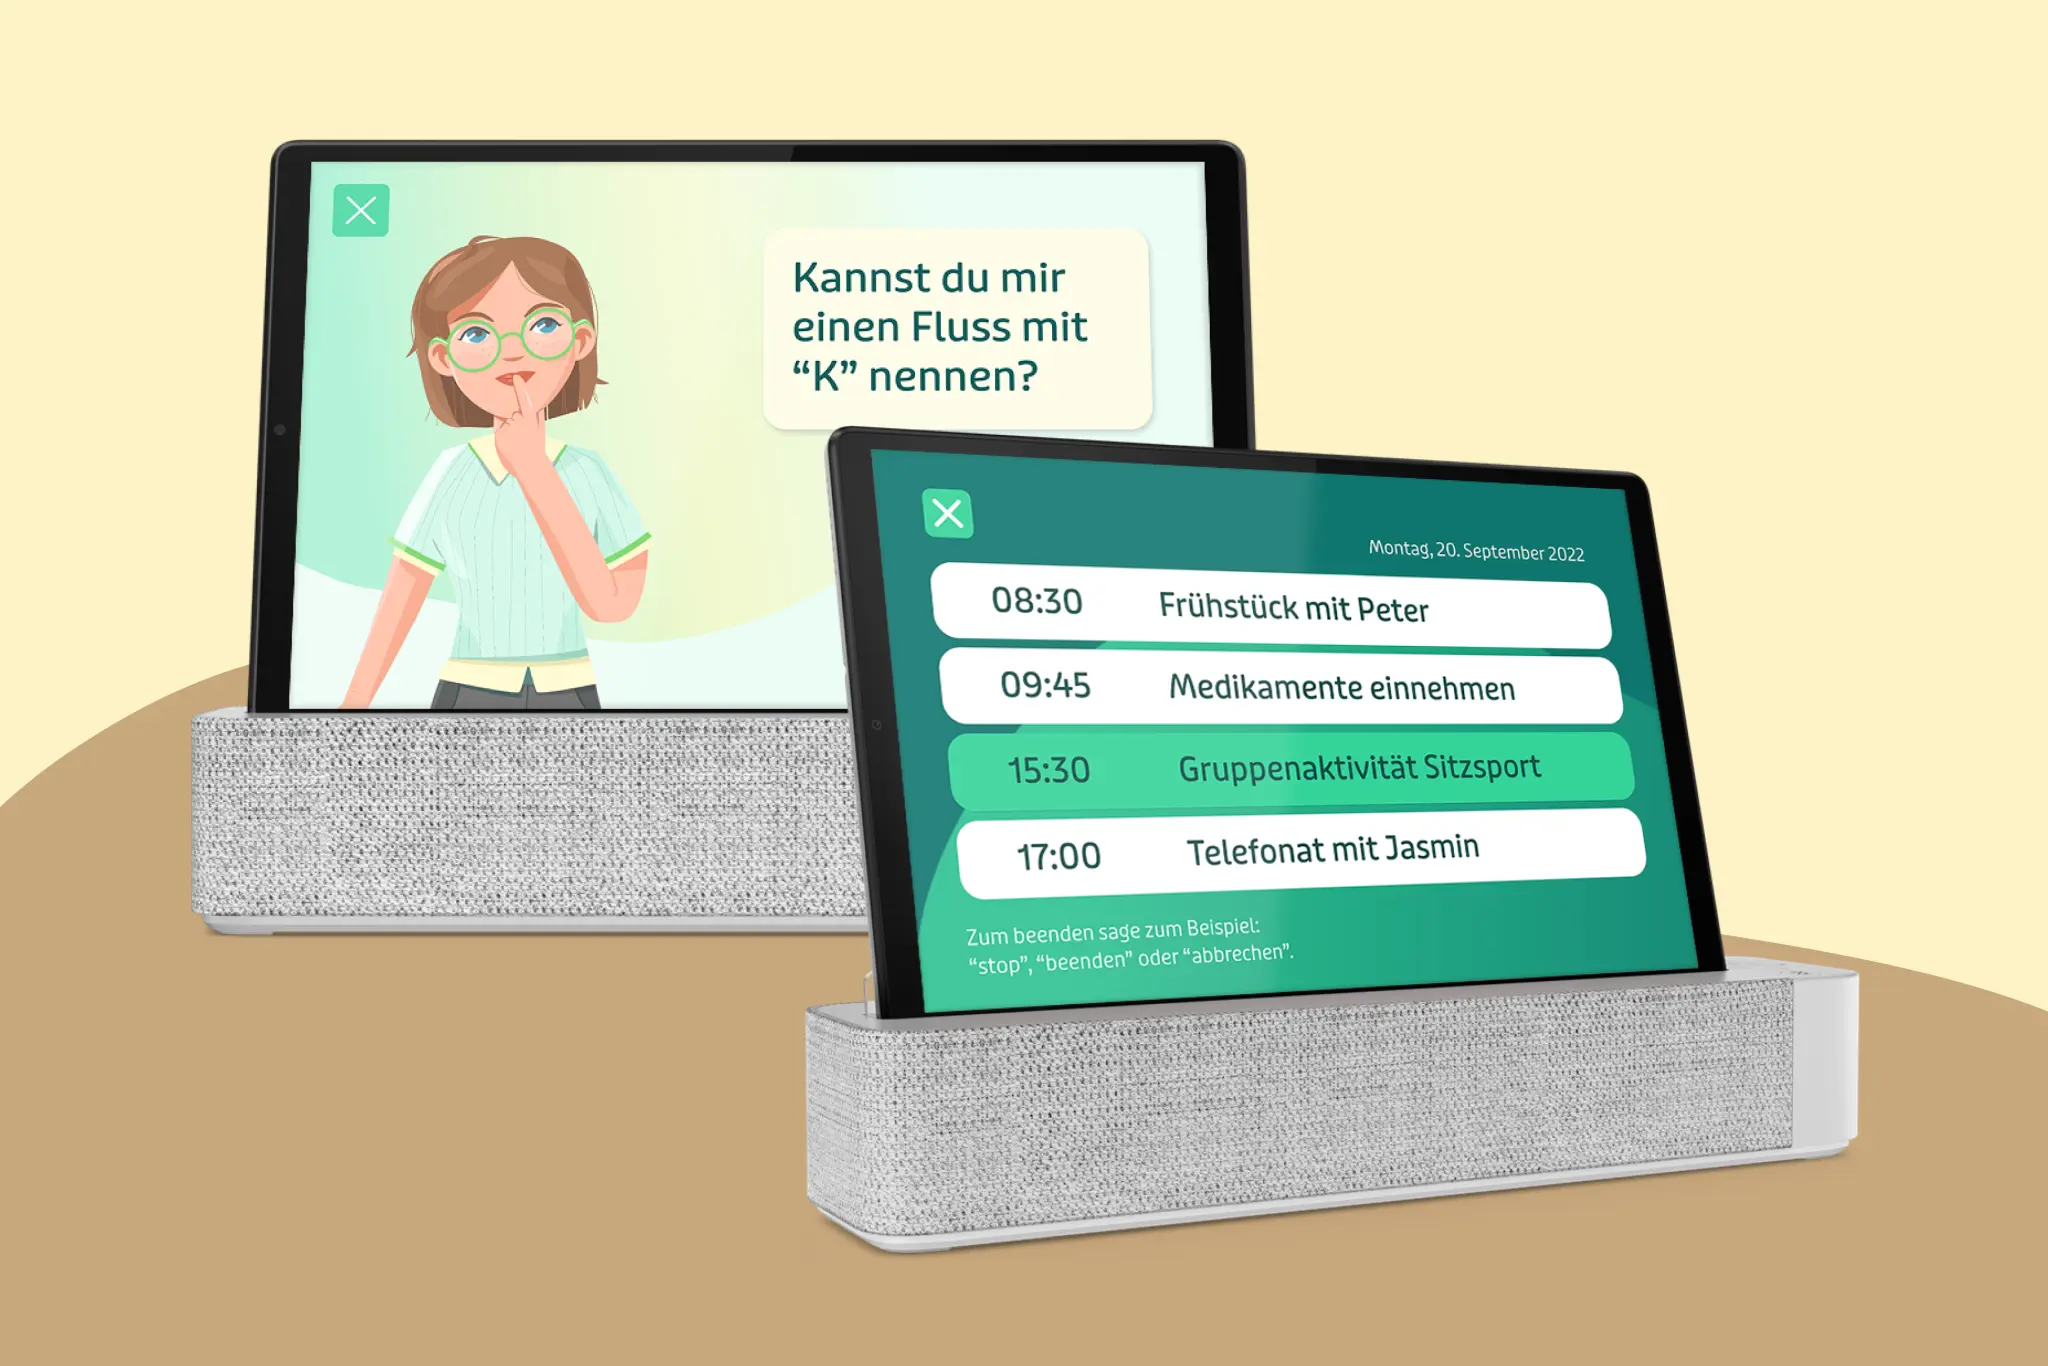 Kannst du mir
einen Fluss mit
“K” nennen?
Montag, 20. September 2022
08:30 Frühstück mit Peter
09:45 Medikamente einnehmen
15:30 Gruppenaktivität Sitzsport
17:00 Telefonat mit Jasmin
Zum beenden sage zum Beispiel:
“stop”, “beenden” oder “abbrechen”.